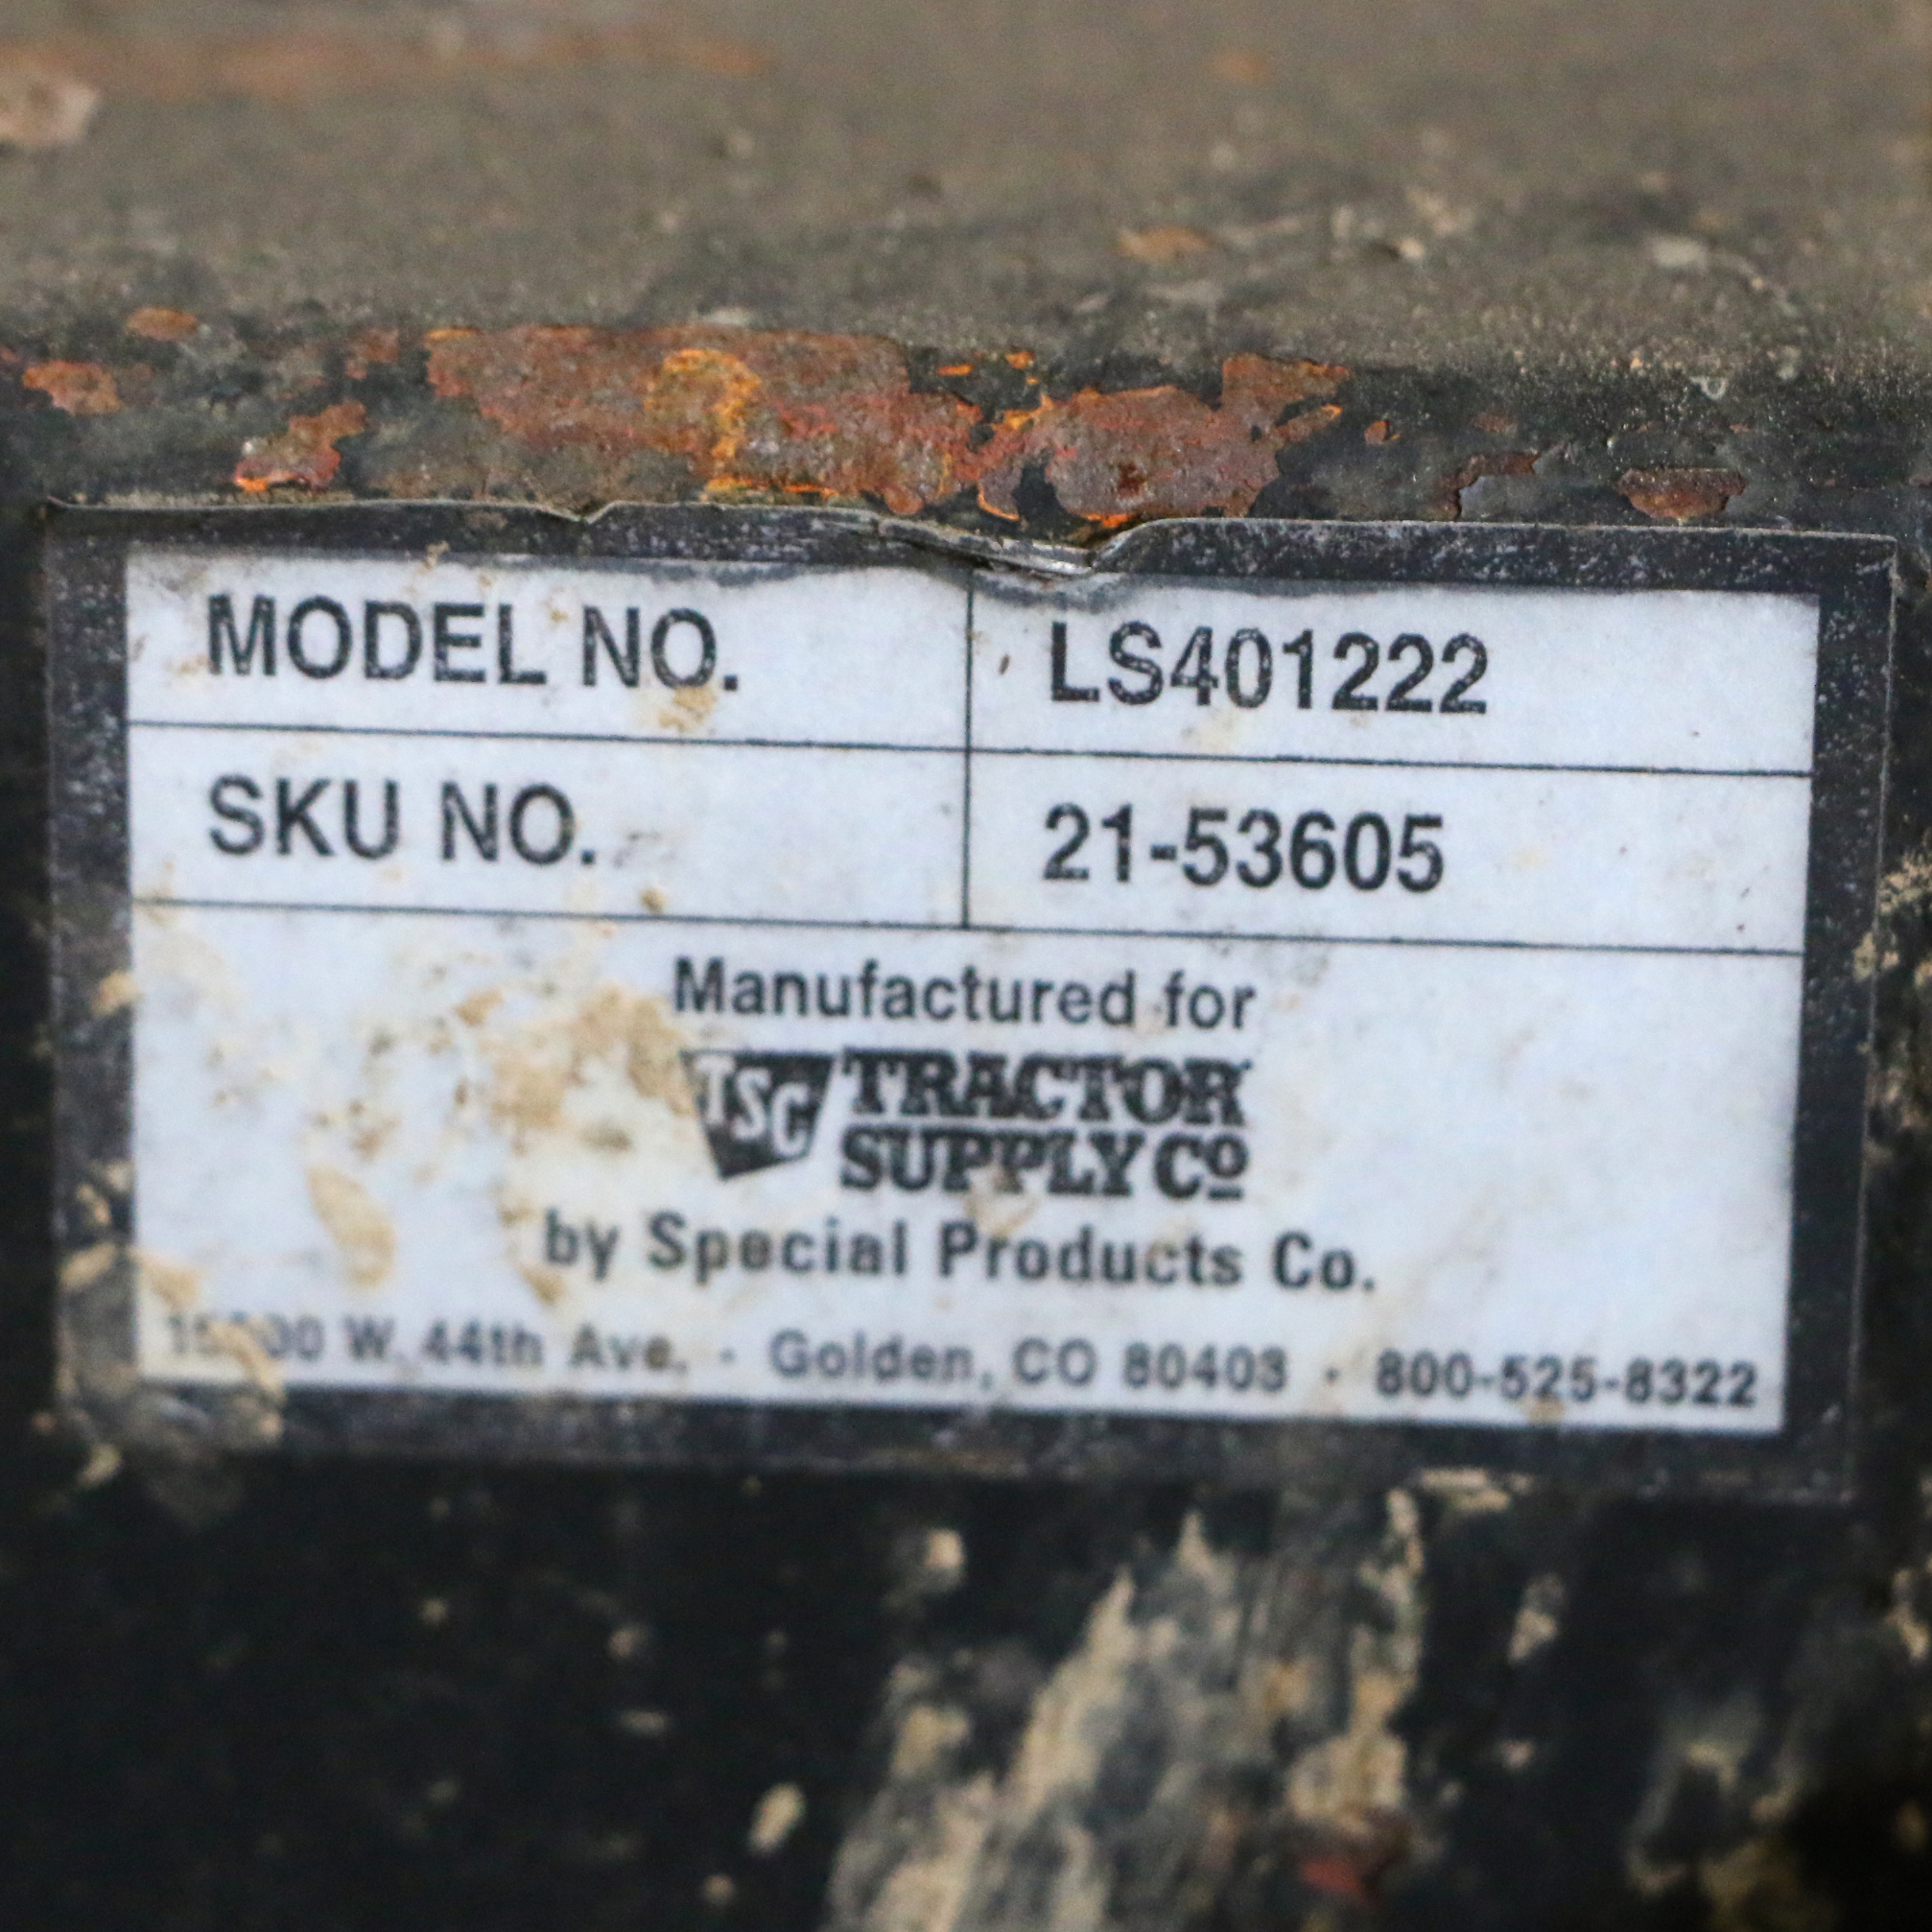 MODEL NO. LS401222
SKU NO. 21-53605
Manufactured for
TSC TRACTOR
SUPPLY Co
by Special Products Co.
W. 44th Ave. · Golden, CO 80403 · 800-525-8322